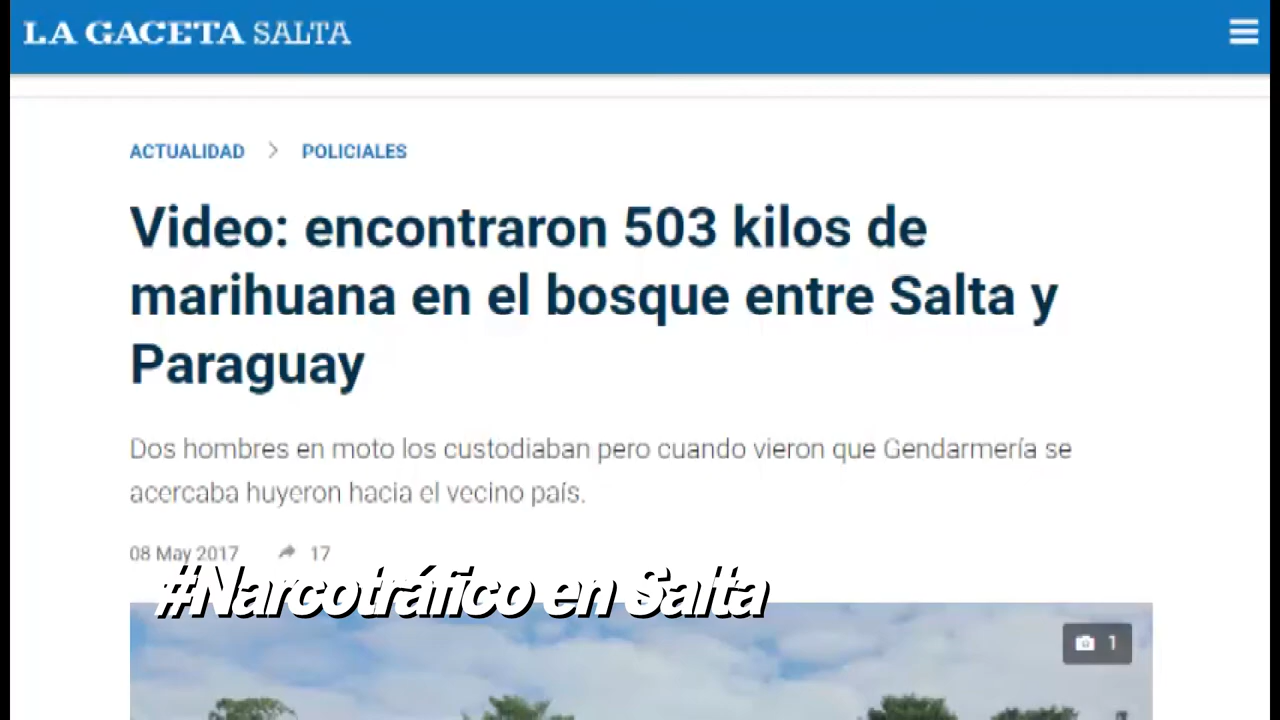 LA GACETA SALTA
ACTUALIDAD > POLICIALES
Video: encontraron 503 kilos de
marihuana en el bosque entre Salta y
Paraguay
Dos hombres en moto los custodiaban pero cuando vieron que Gendarmería se
acercaba huyeron hacia el vecino país.
08 May 2017 17
#Narcotráfico en Salta
1